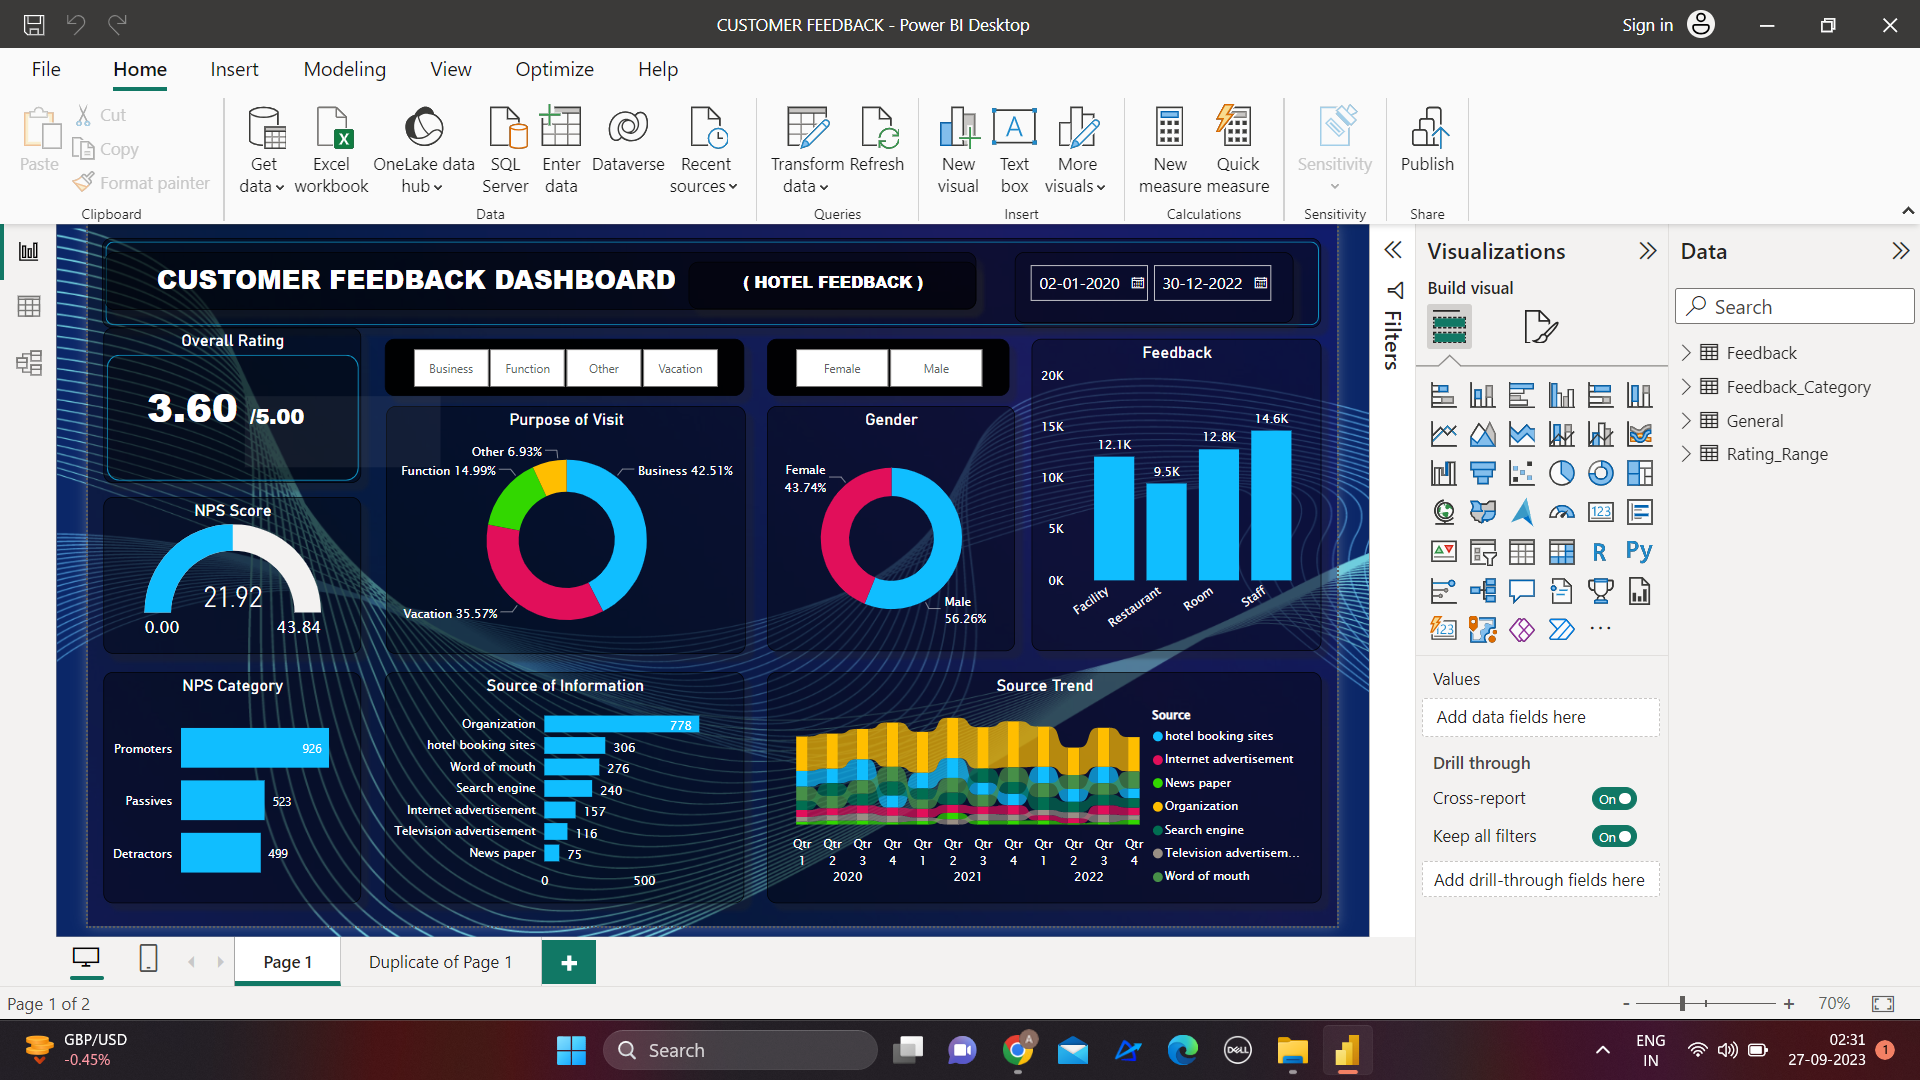 CUSTOMER FEEDBACK - Power BI Desktop
Sign in
File Home Insert Modeling View Optimize Help
Paste
Cut
Copy
Format painter
Clipboard
Get data
Excel workbook
OneLake data hub
SQL Server
Enter data
Dataverse
Recent sources
Data
Transform data
Refresh
Queries
New visual
Text box
A
More visuals
Insert
New measure
Quick measure
Calculations
Sensitivity
Sensitivity
Publish
Share
CUSTOMER FEEDBACK DASHBOARD
( HOTEL FEEDBACK )
02-01-2020
30-12-2022
Overall Rating
3.60 /5.00
Business Function Other Vacation
Female Male
NPS Score
21.92
0.00
43.84
Purpose of Visit
Other 6.93%
Function 14.99%
Business 42.51%
Vacation 35.57%
Gender
Female
43.74%
Male
56.26%
Feedback
20K
15K
10K
5K
0K
12.1K
9.5K
12.8K
14.6K
Facility
Restaurant
Room
Staff
NPS Category
Promoters 926
Passives 523
Detractors 499
Source of Information
Organization 778
hotel booking sites 306
Word of mouth 276
Search engine 240
Internet advertisement 157
Television advertisement 116
News paper 75
0 500
Source Trend
Qtr 1 Qtr 2 Qtr 3 Qtr 4 Qtr 1 Qtr 2 Qtr 3 Qtr 4 Qtr 1 Qtr 2 Qtr 3 Qtr 4
2020 2021 2022
Source
hotel booking sites
Internet advertisement
News paper
Organization
Search engine
Television advertisem...
Word of mouth
Filters
Visualizations
Build visual
123
R
Py
123
...
Values
Add data fields here
Drill through
Cross-report
On
Keep all filters
On
Add drill-through fields here
Data
Search
Feedback
Feedback_Category
General
Rating_Range
Page 1
Duplicate of Page 1
+
Page 1 of 2
- + 70%
GBP/USD
-0.45%
Search
A
DELL
ENG
IN
02:31
27-09-2023
1